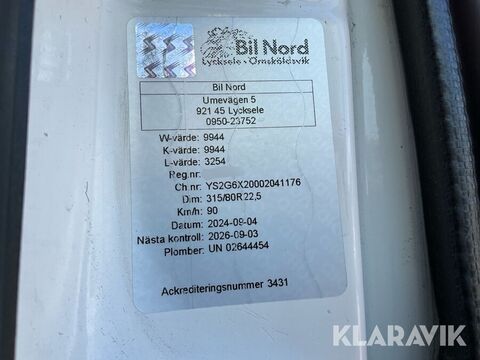 Bil Nord
Lycksele - Örnsköldsvik
Bil Nord
Umevägen 5
921 45 Lycksele
0950-23752
W-värde: 9944
K-värde: 9944
L-värde: 3254
Reg.nr:
Ch.nr: YS2G6X20002041176
Dim: 315/80R22,5
Km/h: 90
Datum: 2024-09-04
Nästa kontroll: 2026-09-03
Plomber: UN 02644454
Ackrediteringsnummer 3431
KLARAVIK